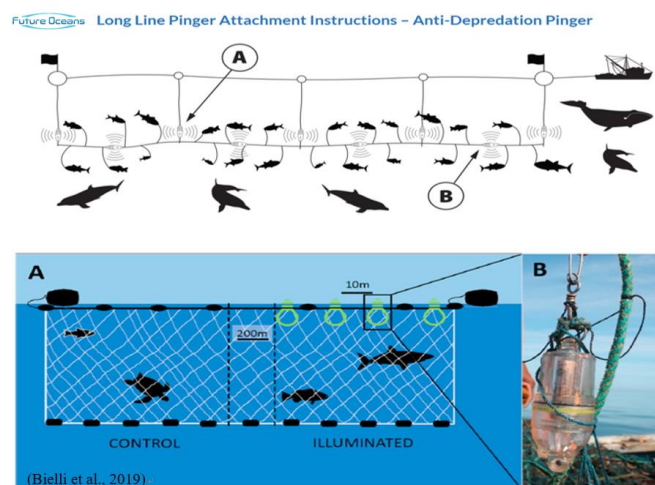 Future Oceans Long Line Pinger Attachment Instructions – Anti-Depredation Pinger
A
B
A
10m
B
200m
CONTROL ILLUMINATED
(Bielli et al., 2019)